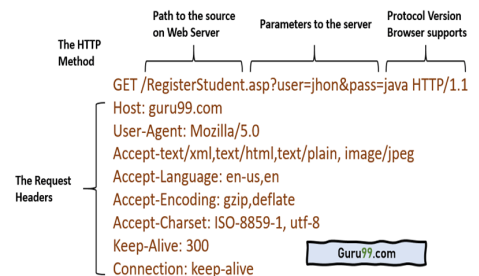 Path to the source
on Web Server
Parameters to the server
Protocol Version
Browser supports
The HTTP
Method
GET /RegisterStudent.asp?user=jhon&pass=java HTTP/1.1
Host: guru99.com
User-Agent: Mozilla/5.0
Accept-text/xml,text/html,text/plain, image/jpeg
Accept-Language: en-us,en
Accept-Encoding: gzip,deflate
Accept-Charset: ISO-8859-1, utf-8
Keep-Alive: 300
Connection: keep-alive
The Request
Headers
Guru99.com